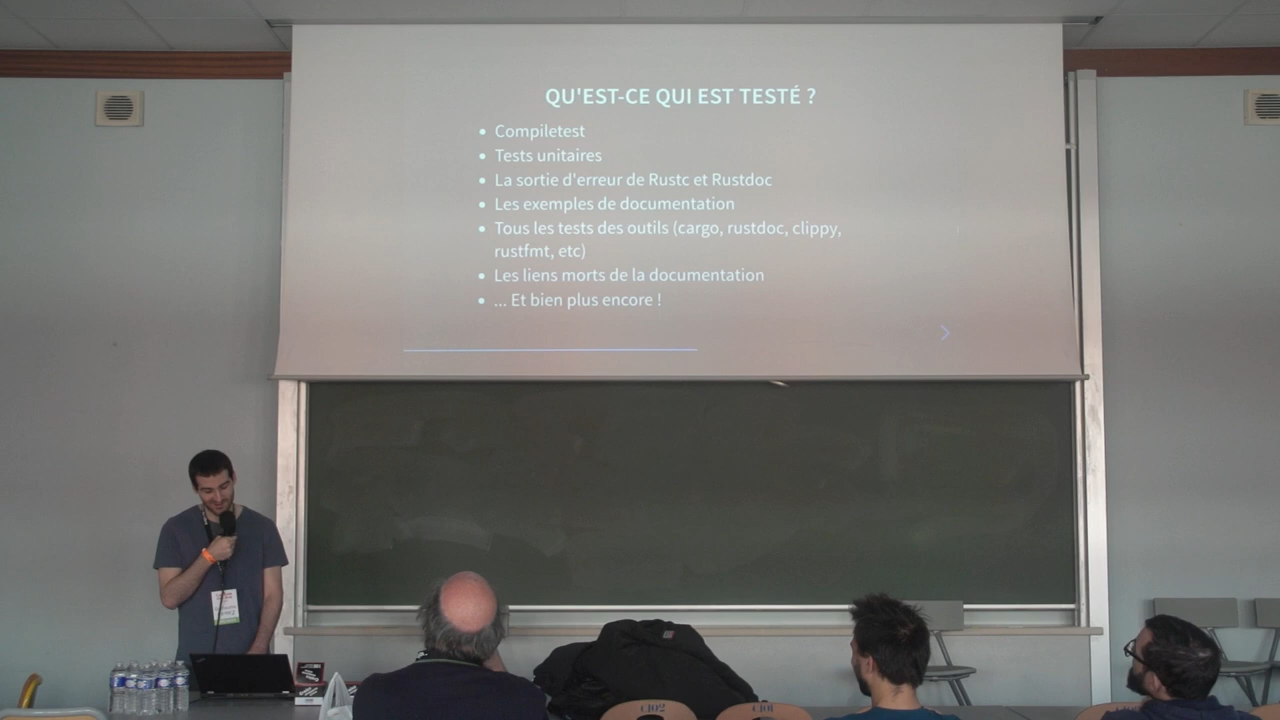 QU'EST-CE QUI EST TESTÉ ?
• Compiletest
• Tests unitaires
• La sortie d'erreur de Rustc et Rustdoc
• Les exemples de documentation
• Tous les tests des outils (cargo, rustdoc, clippy,
rustfmt, etc)
• Les liens morts de la documentation
• ... Et bien plus encore !
C102
C101